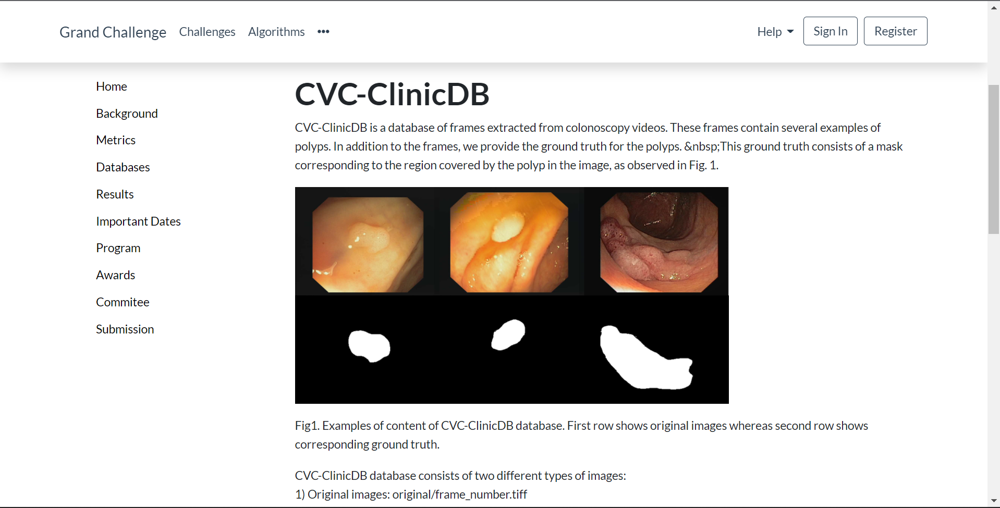 Grand Challenge Challenges Algorithms ••• Help Sign In Register
Home
Background
Metrics
Databases
Results
Important Dates
Program
Awards
Commitee
Submission
CVC-ClinicDB
CVC-ClinicDB is a database of frames extracted from colonoscopy videos. These frames contain several examples of
polyps. In addition to the frames, we provide the ground truth for the polyps. &nbsp;This ground truth consists of a mask
corresponding to the region covered by the polyp in the image, as observed in Fig. 1.
Fig1. Examples of content of CVC-ClinicDB database. First row shows original images whereas second row shows
corresponding ground truth.
CVC-ClinicDB database consists of two different types of images:
1) Original images: original/frame_number.tiff